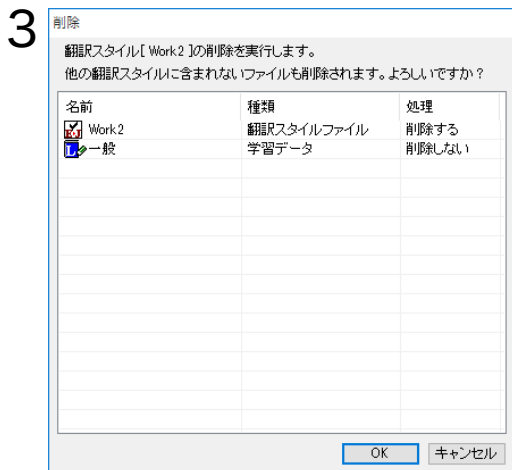 3
削除
翻訳スタイル[ Work2 ]の削除を実行します。
他の翻訳スタイルに含まれないファイルも削除されます。よろしいですか？
名前 種類 処理
Work2 翻訳スタイルファイル 削除する
一般 学習データ 削除しない
OK キャンセル